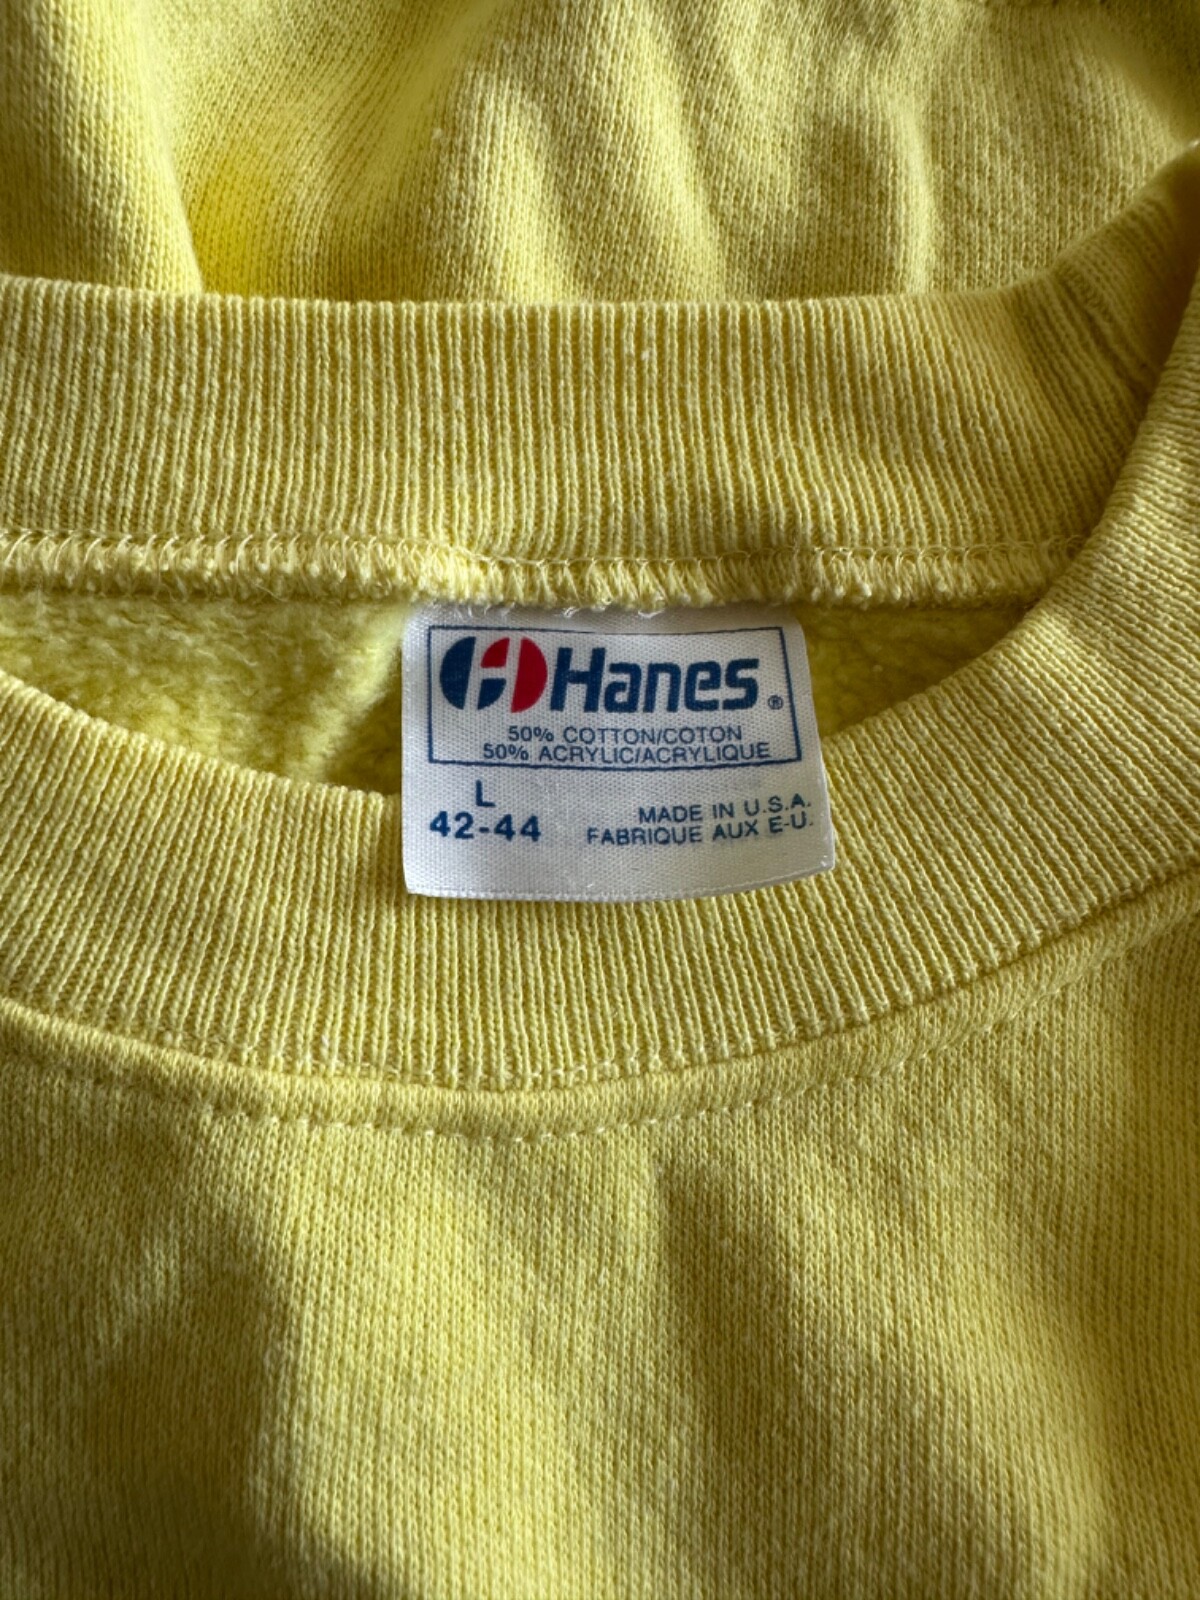 Hanes®
50% COTTON/COTON
50% ACRYLIC/ACRYLIQUE
L
42-44
MADE IN U.S.A.
FABRIQUE AUX E-U.